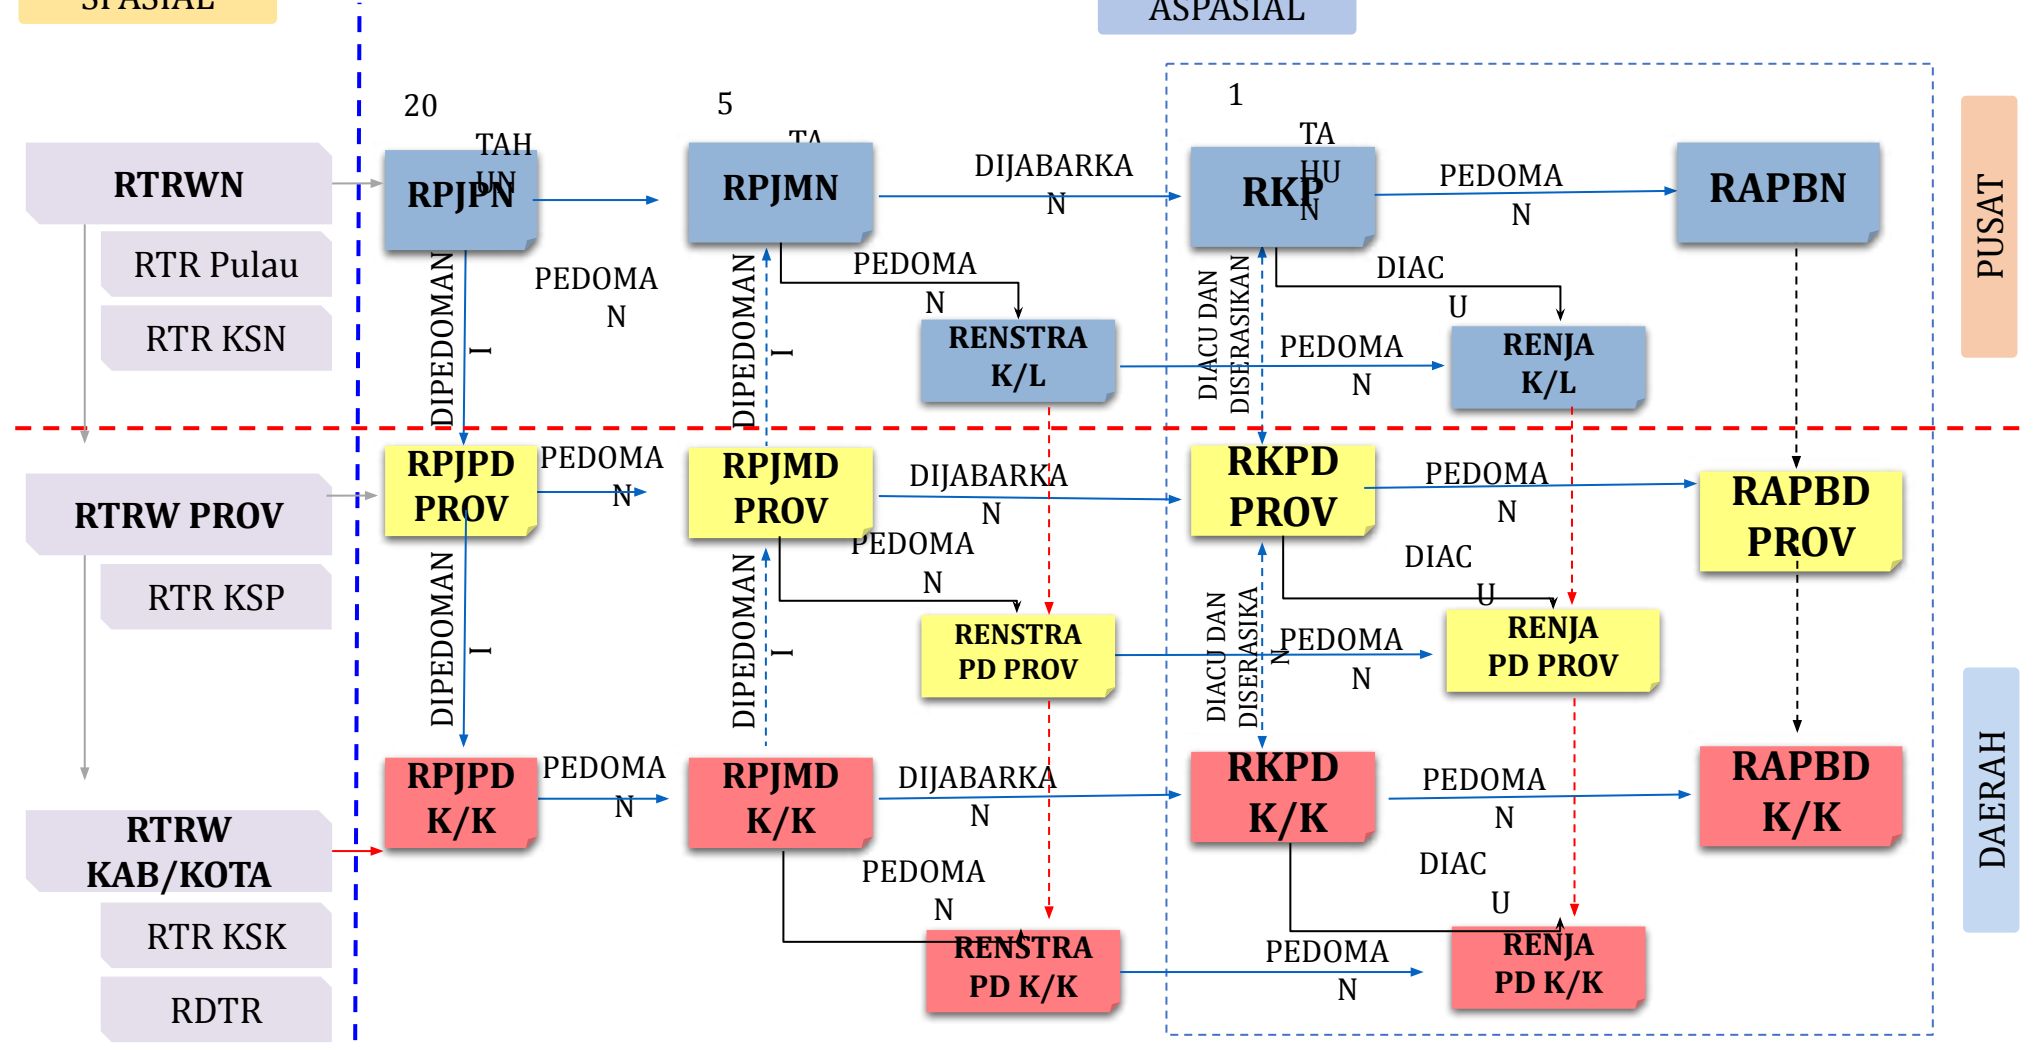 SPASIAL
ASPASIAL
20
TAH
UN
5
TA
1
TA
HU
N
RTRWN
RTR Pulau
RTR KSN
RPJPN
PEDOMA
N
RPJMN
DIJABARKA
N
RKP
PEDOMA
N
RAPBN
PUSAT
DIPEDOMAN
I
DIPEDOMAN
I
PEDOMA
N
RENSTRA
K/L
DIACU DAN
DISERASIKAN
DIAC
U
PEDOMA
N
RENJA
K/L
RTRW PROV
RTR KSP
RPJPD
PROV
PEDOMA
N
RPJMD
PROV
DIJABARKA
N
RKPD
PROV
PEDOMA
N
RAPBD
PROV
DIPEDOMAN
I
DIPEDOMAN
I
PEDOMA
N
RENSTRA
PD PROV
DIACU DAN
DISERASIKA
N
DIAC
U
PEDOMA
N
RENJA
PD PROV
DAERAH
RTRW
KAB/KOTA
RTR KSK
RDTR
RPJPD
K/K
PEDOMA
N
RPJMD
K/K
DIJABARKA
N
RKPD
K/K
PEDOMA
N
RAPBD
K/K
PEDOMA
N
RENSTRA
PD K/K
DIAC
U
PEDOMA
N
RENJA
PD K/K